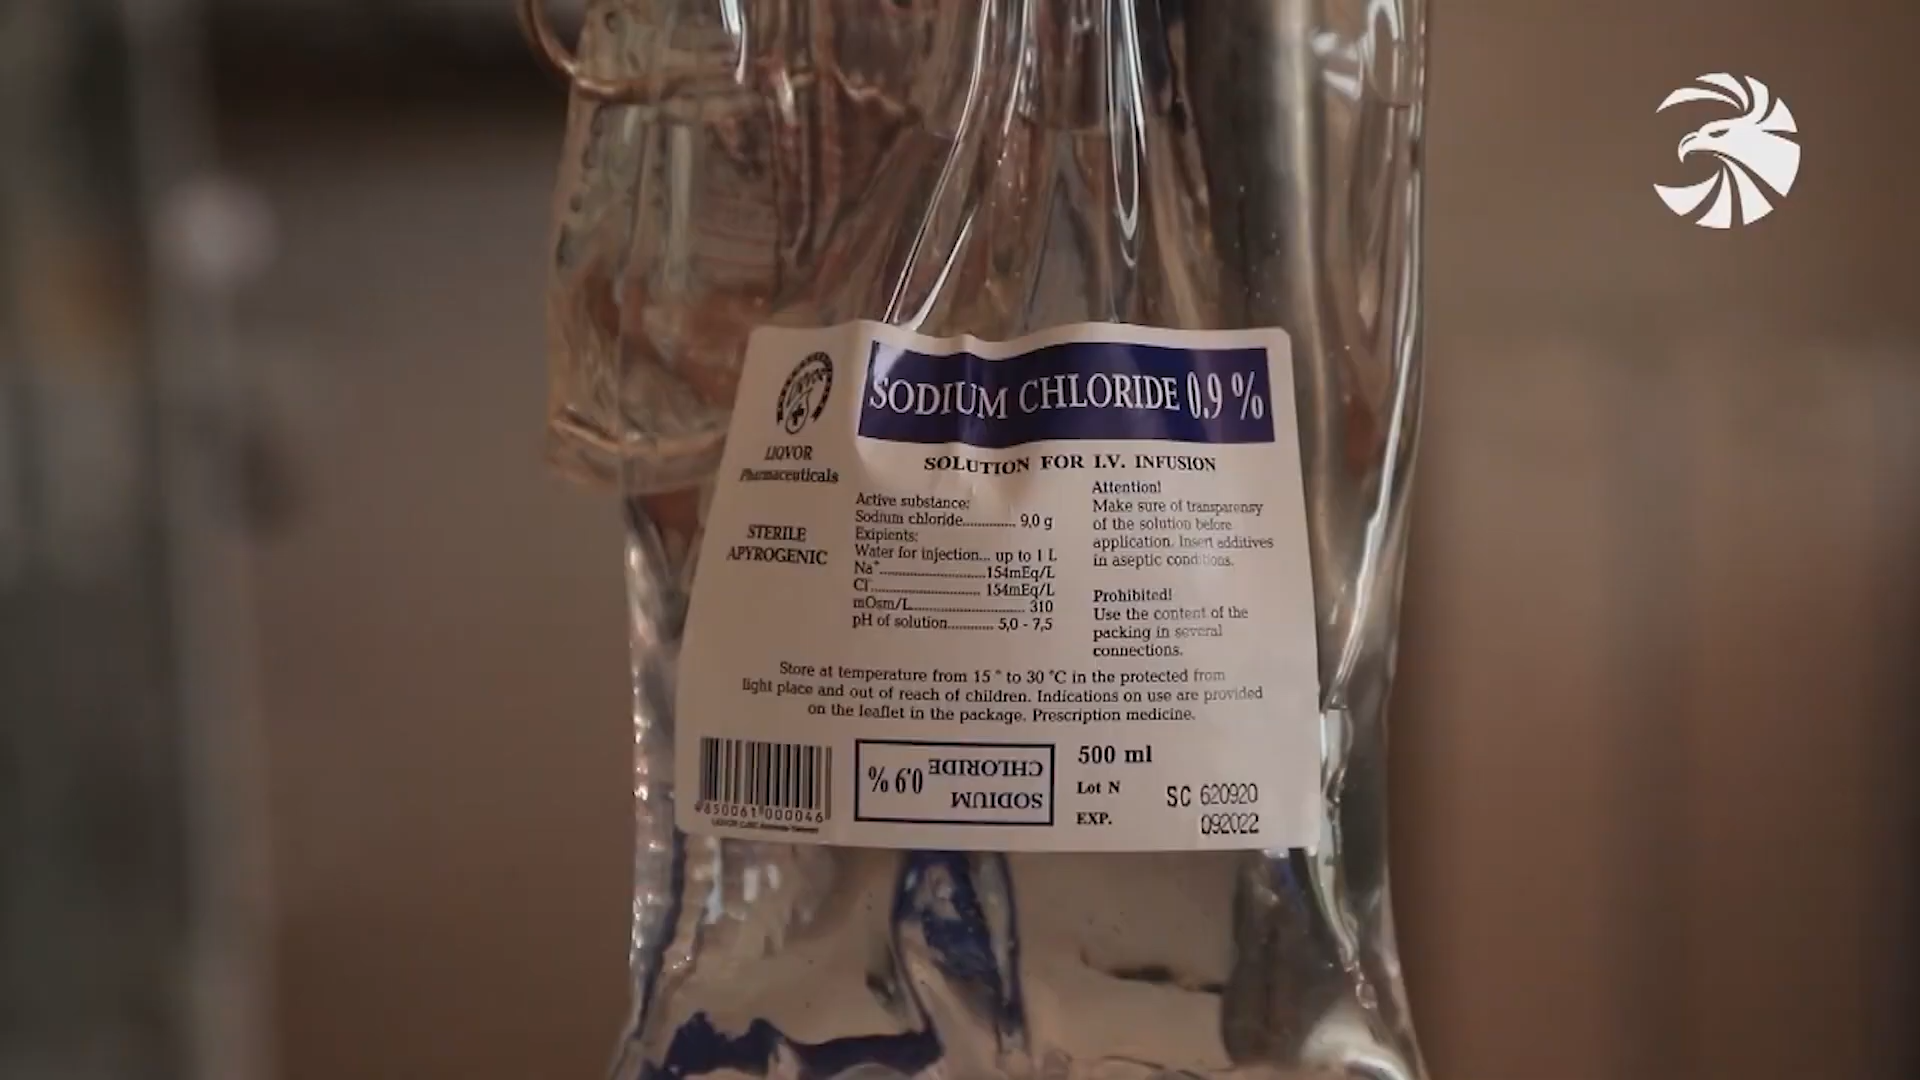 SODIUM CHLORIDE 0.9 %
LIQVOR
Pharmaceuticals
STERILE
APYROGENIC
SOLUTION FOR I.V. INFUSION
Active substance:
Sodium chloride............. 9,0 g
Exipients:
Water for injection... up to 1 L
Na⁺........................154mEq/L
Cl⁻......................... 154mEq/L
mOsm/L......................... 310
pH of solution............ 5,0 - 7,5
Attention!
Make sure of transparensy
of the solution before
application. Insert additives
in aseptic conditions.
Prohibited!
Use the content of the
packing in several
connections.
Store at temperature from 15 ° to 30 °C in the protected from
light place and out of reach of children. Indications on use are provided
on the leaflet in the package. Prescription medicine.
4850061 000046
SODIUM
CHLORIDE 0.9 %
500 ml
Lot N SC 620920
EXP. 092022